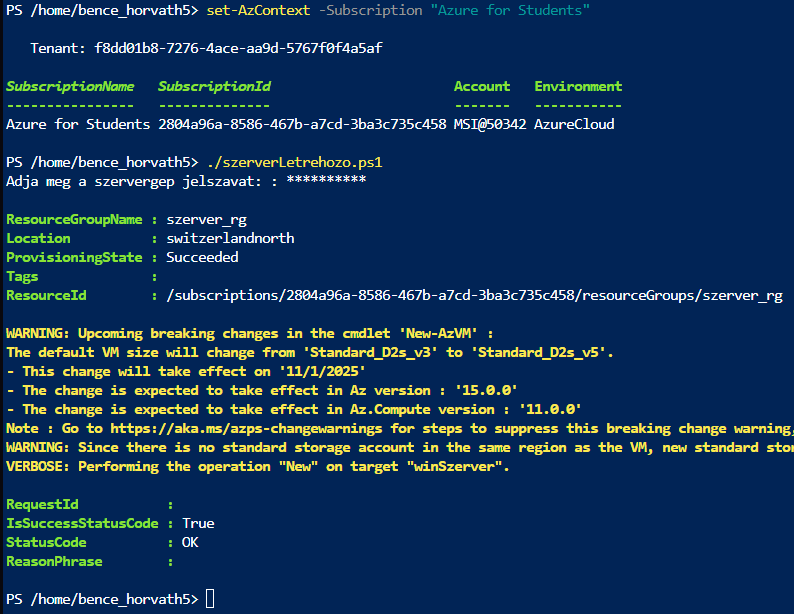 PS /home/bence_horvath5> set-AzContext -Subscription "Azure for Students"
Tenant: f8dd01b8-7276-4ace-aa9d-5767f0f4a5af
SubscriptionName SubscriptionId Account Environment
---------------- -------------- ------- -----------
Azure for Students 2804a96a-8586-467b-a7cd-3ba3c735c458 MSI@50342 AzureCloud
PS /home/bence_horvath5> ./szerverLetrehozo.ps1
Adja meg a szervergep jelszavat: : **********
ResourceGroupName : szerver_rg
Location : switzerlandnorth
ProvisioningState : Succeeded
Tags :
ResourceId : /subscriptions/2804a96a-8586-467b-a7cd-3ba3c735c458/resourceGroups/szerver_rg
WARNING: Upcoming breaking changes in the cmdlet 'New-AzVM' :
The default VM size will change from 'Standard_D2s_v3' to 'Standard_D2s_v5'.
- This change will take effect on '11/1/2025'
- The change is expected to take effect in Az version : '15.0.0'
- The change is expected to take effect in Az.Compute version : '11.0.0'
Note : Go to https://aka.ms/azps-changewarnings for steps to suppress this breaking change warning,
WARNING: Since there is no standard storage account in the same region as the VM, new standard stor
VERBOSE: Performing the operation "New" on target "winSzerver".
RequestId :
IsSuccessStatusCode : True
StatusCode : OK
ReasonPhrase :
PS /home/bence_horvath5>